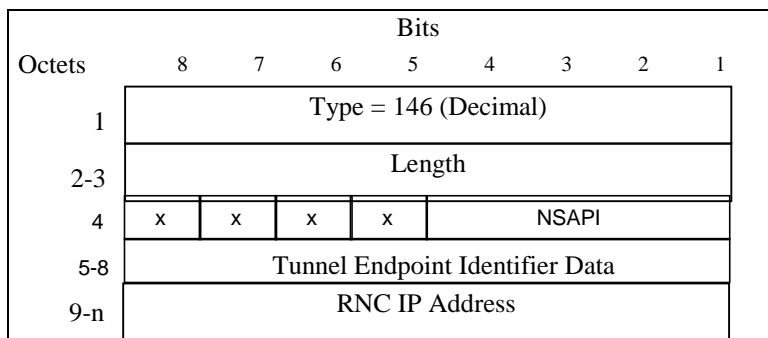 Bits
Octets 8 7 6 5 4 3 2 1
1 Type = 146 (Decimal)
2-3 Length
4 x x x x NSAPI
5-8 Tunnel Endpoint Identifier Data
9-n RNC IP Address